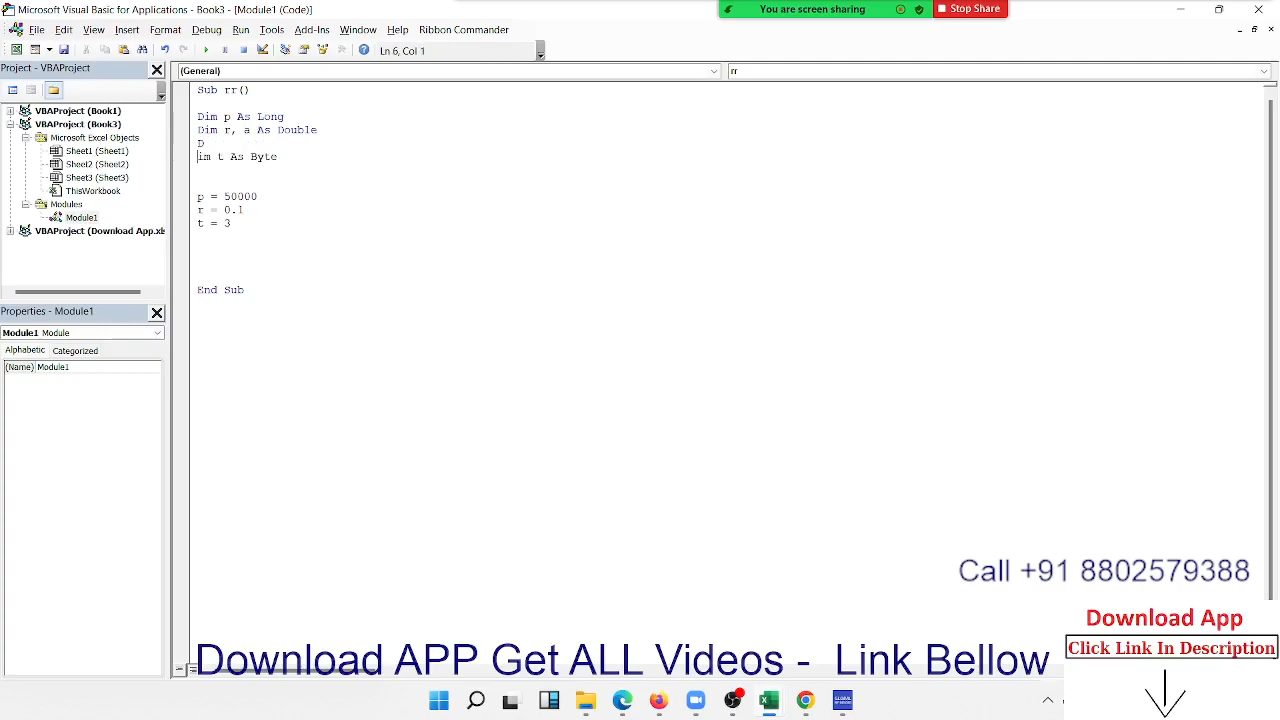 Microsoft Visual Basic for Applications - Book3 - [Module1 (Code)]
You are screen sharing
Stop Share
File Edit View Insert Format Debug Run Tools Add-Ins Window Help Ribbon Commander
Ln 6, Col 1
Project - VBAProject
(General)
rr
VBAProject (Book1)
VBAProject (Book3)
Microsoft Excel Objects
Sheet1 (Sheet1)
Sheet2 (Sheet2)
Sheet3 (Sheet3)
ThisWorkbook
Modules
Module1
VBAProject (Download App.xls
Properties - Module1
Module1 Module
Alphabetic Categorized
(Name) Module1
Sub rr()
Dim p As Long
Dim r, a As Double
D
im t As Byte
p = 50000
r = 0.1
t = 3
End Sub
Call +91 8802579388
Download App
Click Link In Description
Download APP Get ALL Videos - Link Bellow